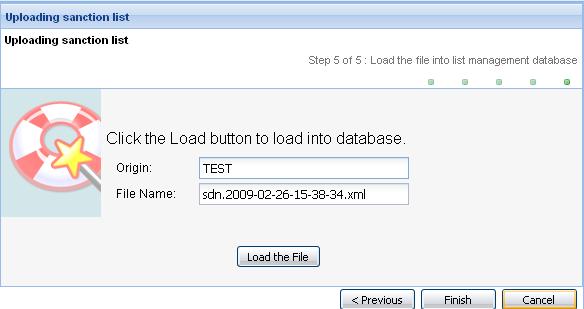 Uploading sanction list
Uploading sanction list
Step 5 of 5 : Load the file into list management database
Click the Load button to load into database.
Origin: TEST
File Name: sdn.2009-02-26-15-38-34.xml
Load the File
< Previous Finish Cancel